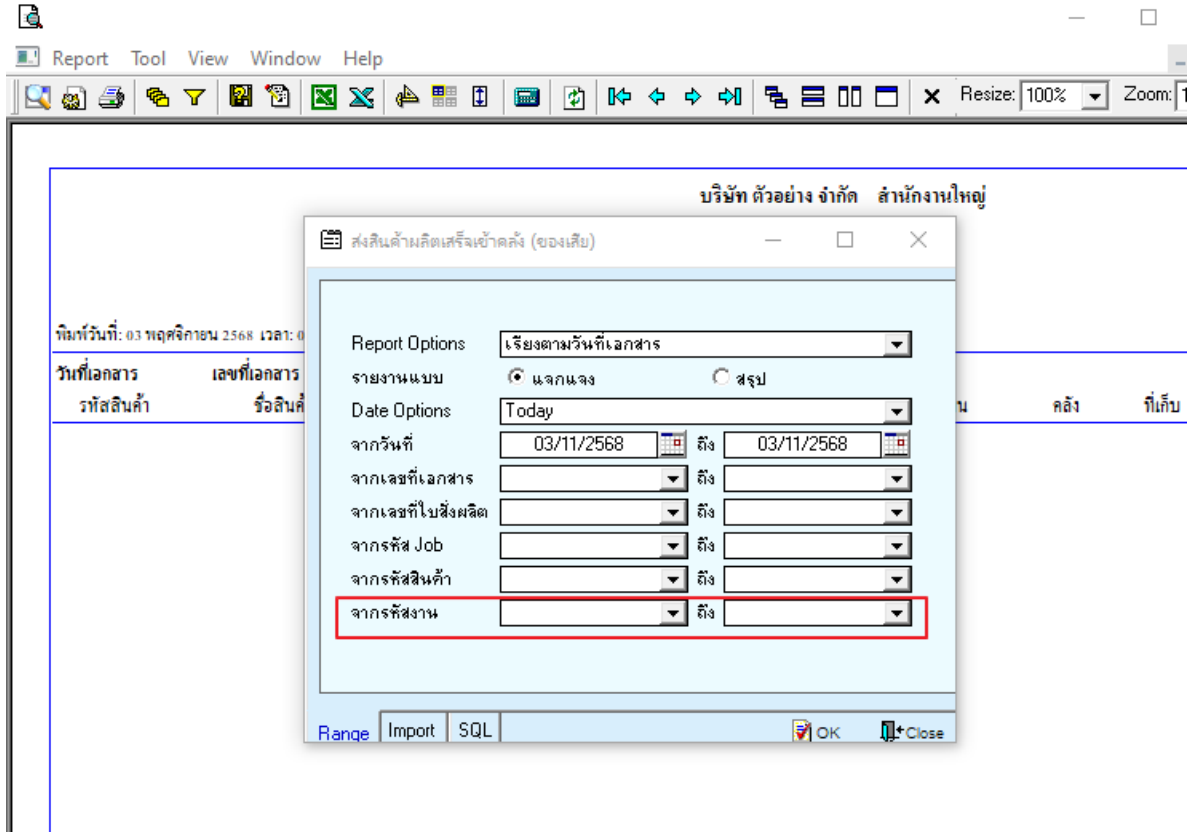 Report Tool View Window Help
Resize: 100% Zoom: 1
บริษัท ตัวอย่าง จำกัด สำนักงานใหญ่
ส่งสินค้าผลิตเสร็จเข้าคลัง (ของเสีย)
พิมพ์วันที่: 03 พฤศจิกายน 2568 เวลา: 0
วันที่เอกสาร เลขที่เอกสาร
รหัสสินค้า ชื่อสินค้ น คลัง ที่เก็บ
Report Options เรียงตามวันที่เอกสาร
รายงานแบบ แจกแจง สรุป
Date Options Today
จากวันที่ 03/11/2568 ถึง 03/11/2568
จากเลขที่เอกสาร ถึง
จากเลขที่ใบสั่งผลิต ถึง
จากรหัส Job ถึง
จากรหัสสินค้า ถึง
จากรหัสงาน ถึง
Range Import SQL OK Close